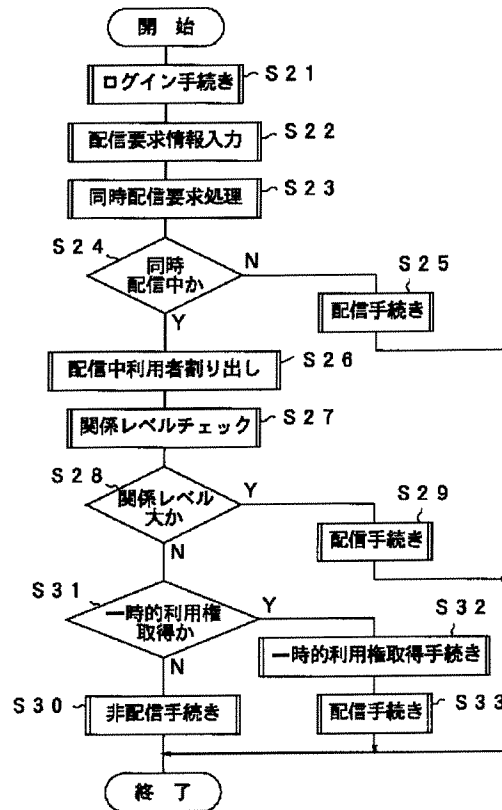 開 始
ログイン手続き S21
配信要求情報入力 S22
同時配信要求処理 S23
S24
同時
配信中か
N
Y
S25
配信手続き
配信中利用者割り出し S26
関係レベルチェック S27
S28
関係レベル
大か
Y
N
S29
配信手続き
S31
一時的利用権
取得か
Y
N
S32
一時的利用権取得手続き
S30 非配信手続き
配信手続き S33
終 了